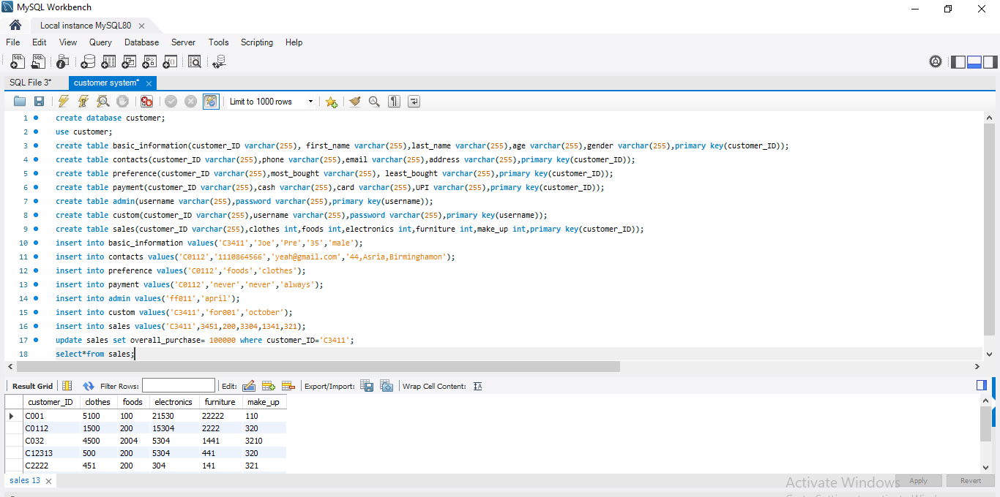 MySQL Workbench
Local instance MySQL80
File Edit View Query Database Server Tools Scripting Help
SQL File 3* customer system*
Limit to 1000 rows
1 create database customer;
2 use customer;
3 create table basic_information(customer_ID varchar(255), first_name varchar(255),last_name varchar(255),age varchar(255),gender varchar(255),primary key(customer_ID));
4 create table contacts(customer_ID varchar(255),phone varchar(255),email varchar(255),address varchar(255),primary key(customer_ID));
5 create table preference(customer_ID varchar(255),most_bought varchar(255), least_bought varchar(255),primary key(customer_ID));
6 create table payment(customer_ID varchar(255),cash varchar(255),card varchar(255),UPI varchar(255),primary key(customer_ID));
7 create table admin(username varchar(255),password varchar(255),primary key(username));
8 create table custom(customer_ID varchar(255),username varchar(255),password varchar(255),primary key(username));
9 create table sales(customer_ID varchar(255),clothes int,foods int,electronics int,furniture int,make_up int,primary key(customer_ID));
10 insert into basic_information values('C3411','Joe','Pre','35','male');
11 insert into contacts values('C0112','1110864566','yeah@gmail.com','44,Asria,Birminghamon');
12 insert into preference values('C0112','foods','clothes');
13 insert into payment values('C0112','never','never','always');
14 insert into admin values('ff011','april');
15 insert into custom values('C3411','for001','october');
16 insert into sales values('C3411',3451,200,3304,1341,321);
17 update sales set overall_purchase= 100000 where customer_ID='C3411';
18 select*from sales;
Result Grid Filter Rows: Edit: Export/Import: Wrap Cell Content:
customer_ID clothes foods electronics furniture make_up
C001 5100 100 21530 22222 110
C0112 1500 200 15304 2222 320
C032 4500 2004 5304 1441 3210
C12313 500 200 5304 441 320
C2222 451 200 304 141 321
sales 13
Activate Windows
Apply Revert